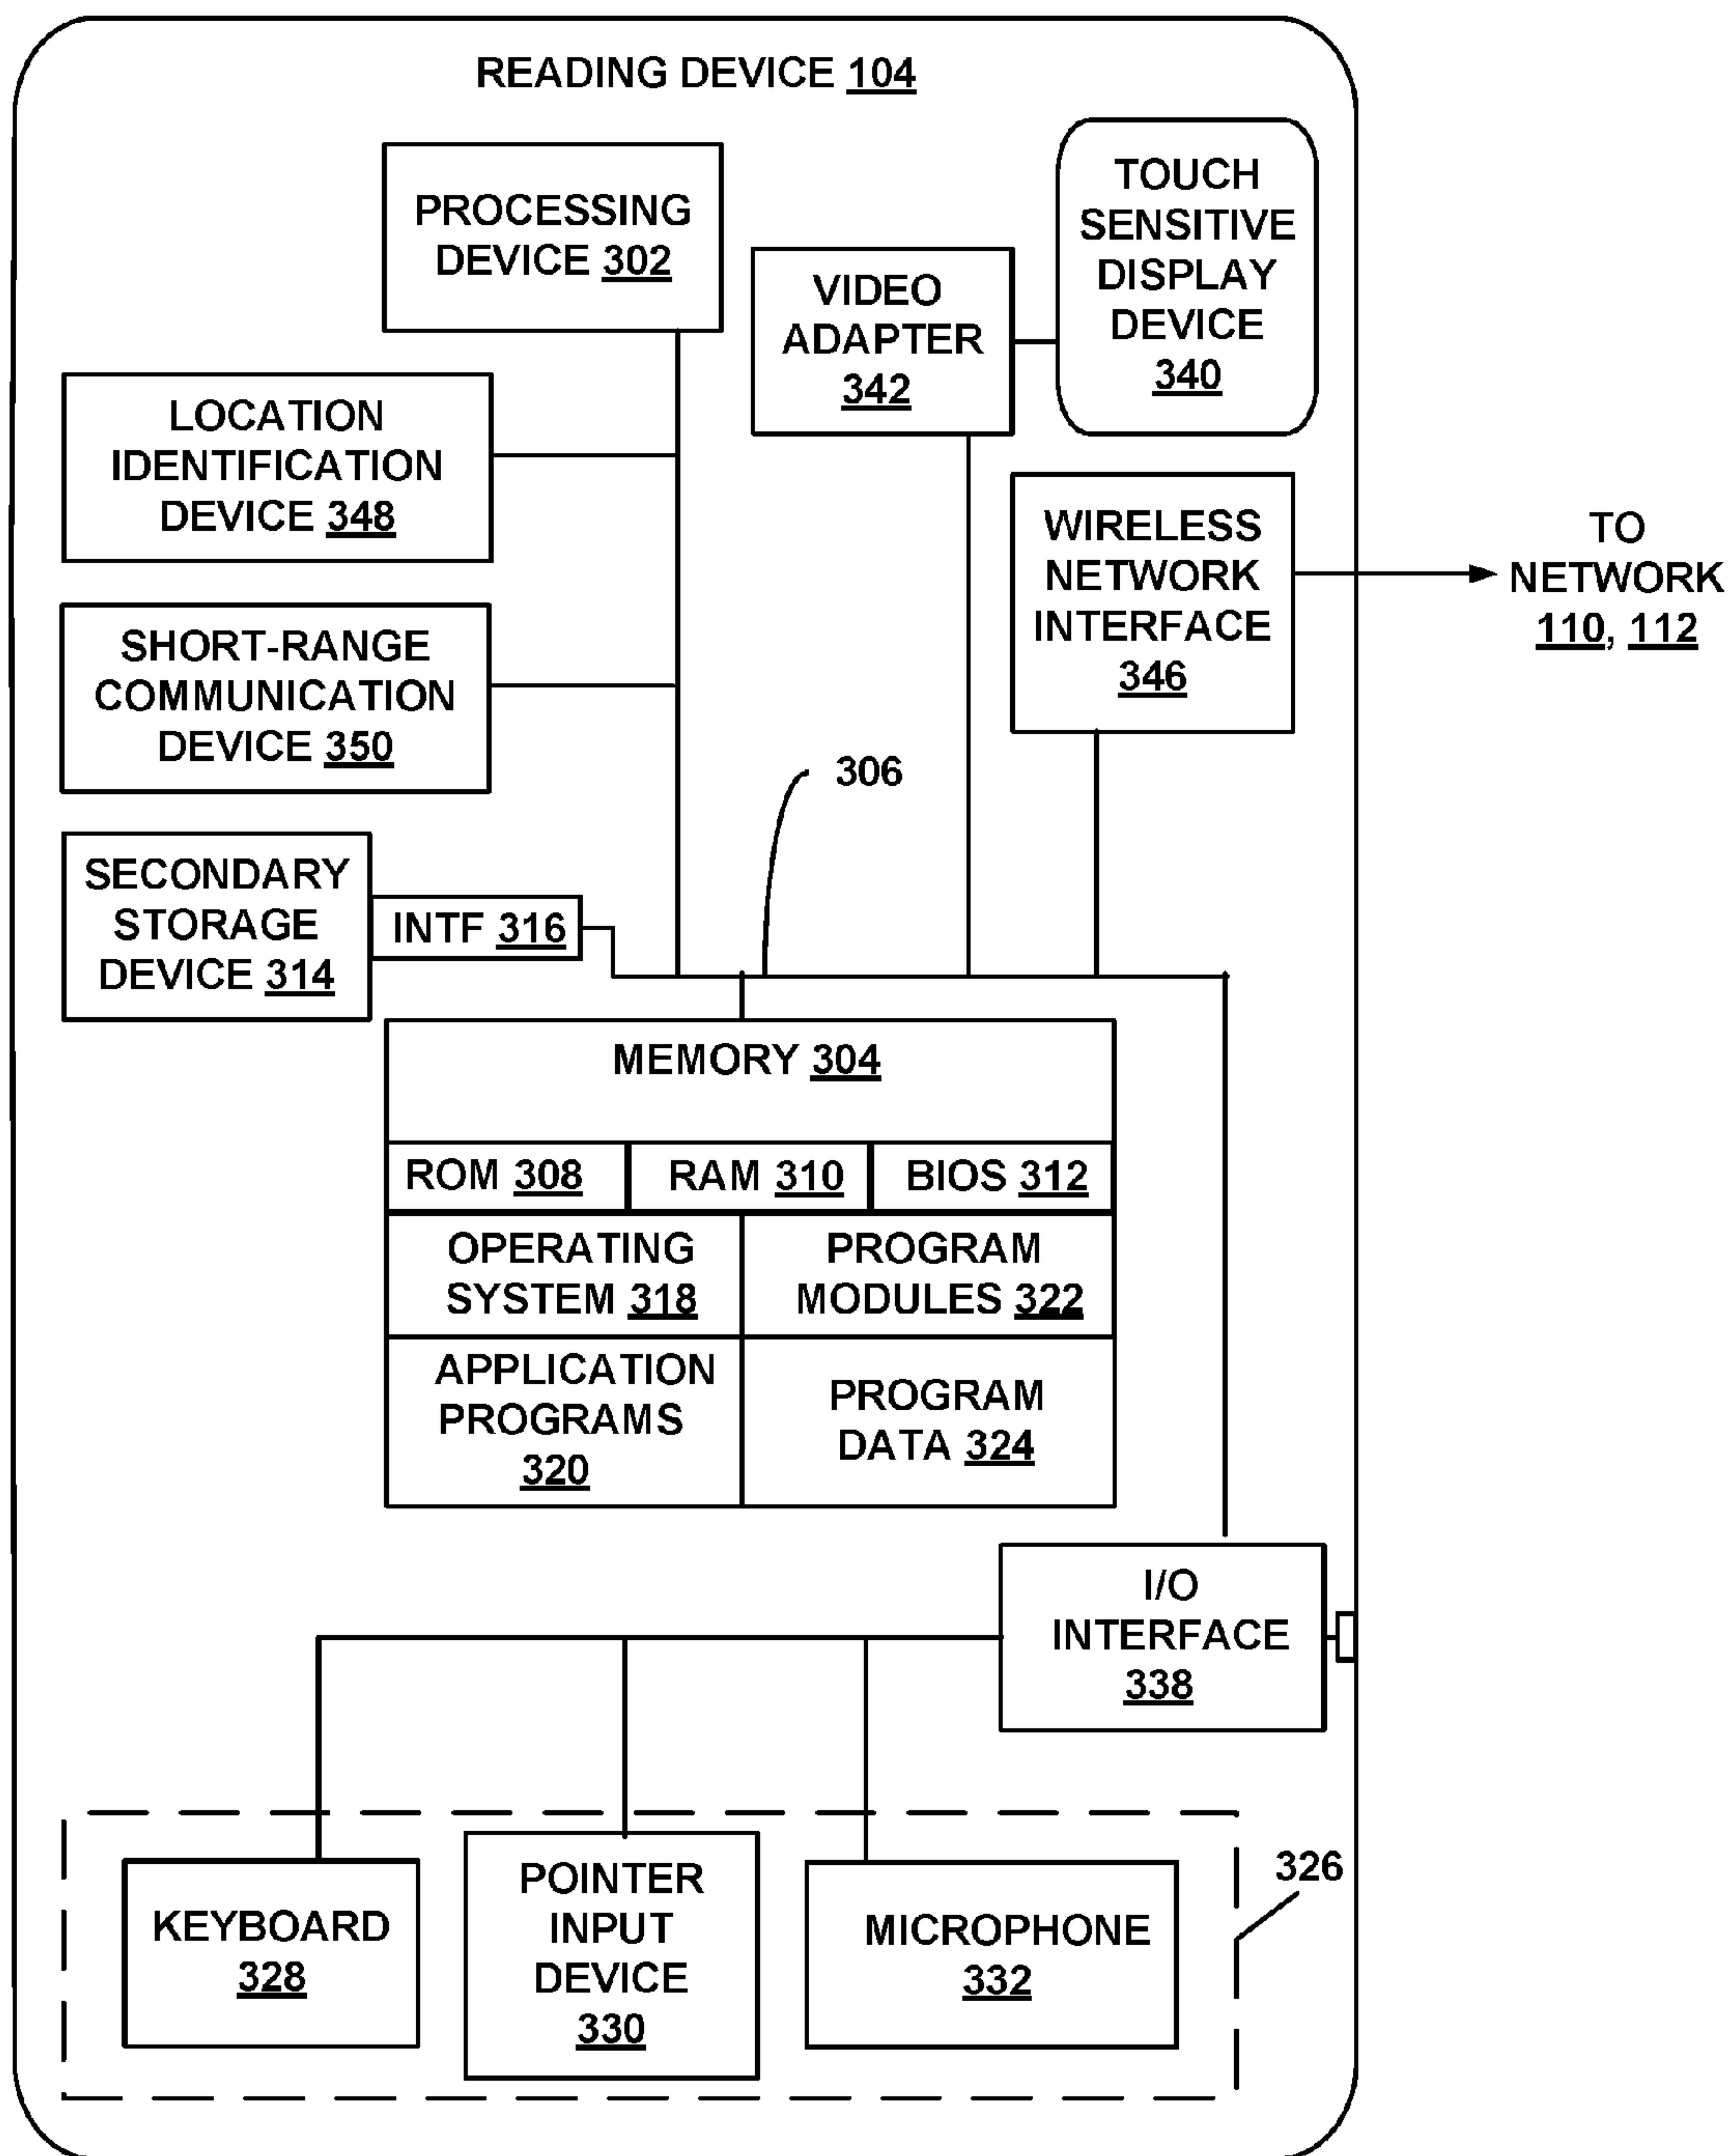 READING DEVICE 104
PROCESSING
DEVICE 302
TOUCH
SENSITIVE
DISPLAY
DEVICE
340
VIDEO
ADAPTER
342
LOCATION
IDENTIFICATION
DEVICE 348
WIRELESS
NETWORK
INTERFACE
346
TO
NETWORK
110, 112
SHORT-RANGE
COMMUNICATION
DEVICE 350
306
SECONDARY
STORAGE
DEVICE 314
INTF 316
MEMORY 304
ROM 308
RAM 310
BIOS 312
OPERATING
SYSTEM 318
PROGRAM
MODULES 322
APPLICATION
PROGRAMS
320
PROGRAM
DATA 324
I/O
INTERFACE
338
326
KEYBOARD
328
POINTER
INPUT
DEVICE
330
MICROPHONE
332